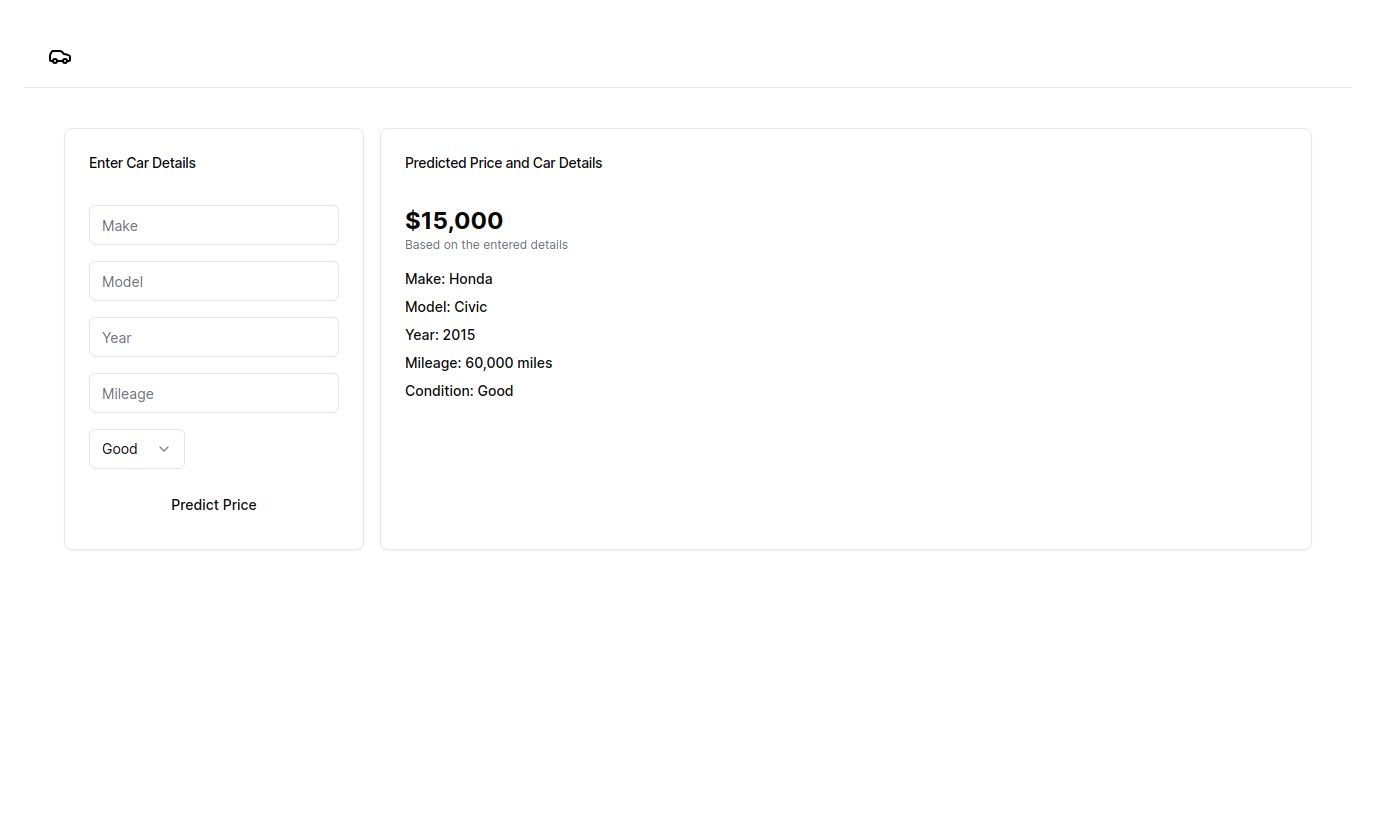 Enter Car Details
Make
Model
Year
Mileage
Good
Predict Price
Predicted Price and Car Details
$15,000
Based on the entered details
Make: Honda
Model: Civic
Year: 2015
Mileage: 60,000 miles
Condition: Good